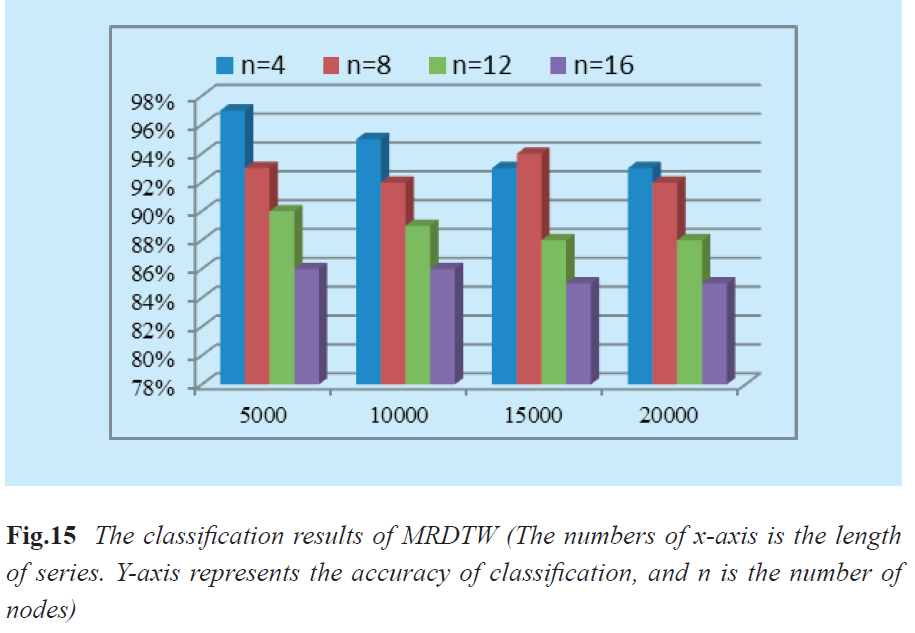 n=4 n=8 n=12 n=16
98%
96%
94%
92%
90%
88%
86%
84%
82%
80%
78%
5000 10000 15000 20000
Fig.15 The classification results of MRDTW (The numbers of x-axis is the length
of series. Y-axis represents the accuracy of classification, and n is the number of
nodes)